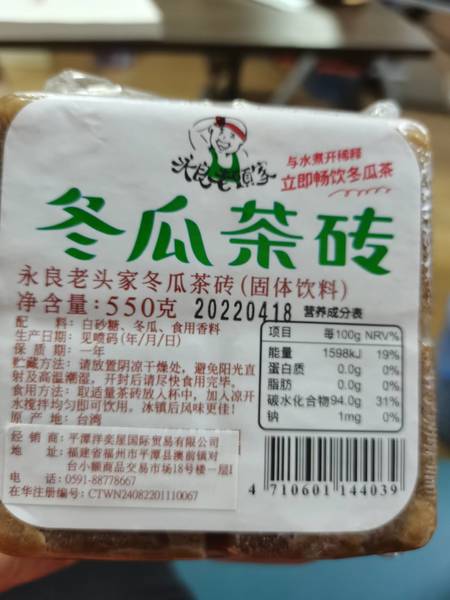 永良老頭家
与水煮开稀释
立即畅饮冬瓜茶
冬瓜茶砖
永良老头家冬瓜茶砖(固体饮料)
净含量:550克 20220418
配 料: 白砂糖、冬瓜、食用香料
生产日期: 见喷码(年/月/日)
保 质 期: 一年
贮藏方法: 请放置阴凉干燥处, 避免阳光直
射及高温潮湿, 开封后请尽快食用完毕。
食用方法: 取适量茶砖放入杯中, 加入凉开
水搅拌均匀即可饮用。冰镇后风味更佳!
原 产 地: 台湾
营养成分表
项目 每100g NRV%
能量 1598kJ 19%
蛋白质 0.0g 0%
脂肪 0.0g 0%
碳水化合物 94.0g 31%
钠 1mg 0%
经 销 商: 平潭洋奕屋国际贸易有限公司
地 址: 福建省福州市平潭县澳前镇对
台小额商品交易市场18号楼一层
电 话: 0591-88778667
在华注册编号: CTWN24082201110067
4 710601 144039